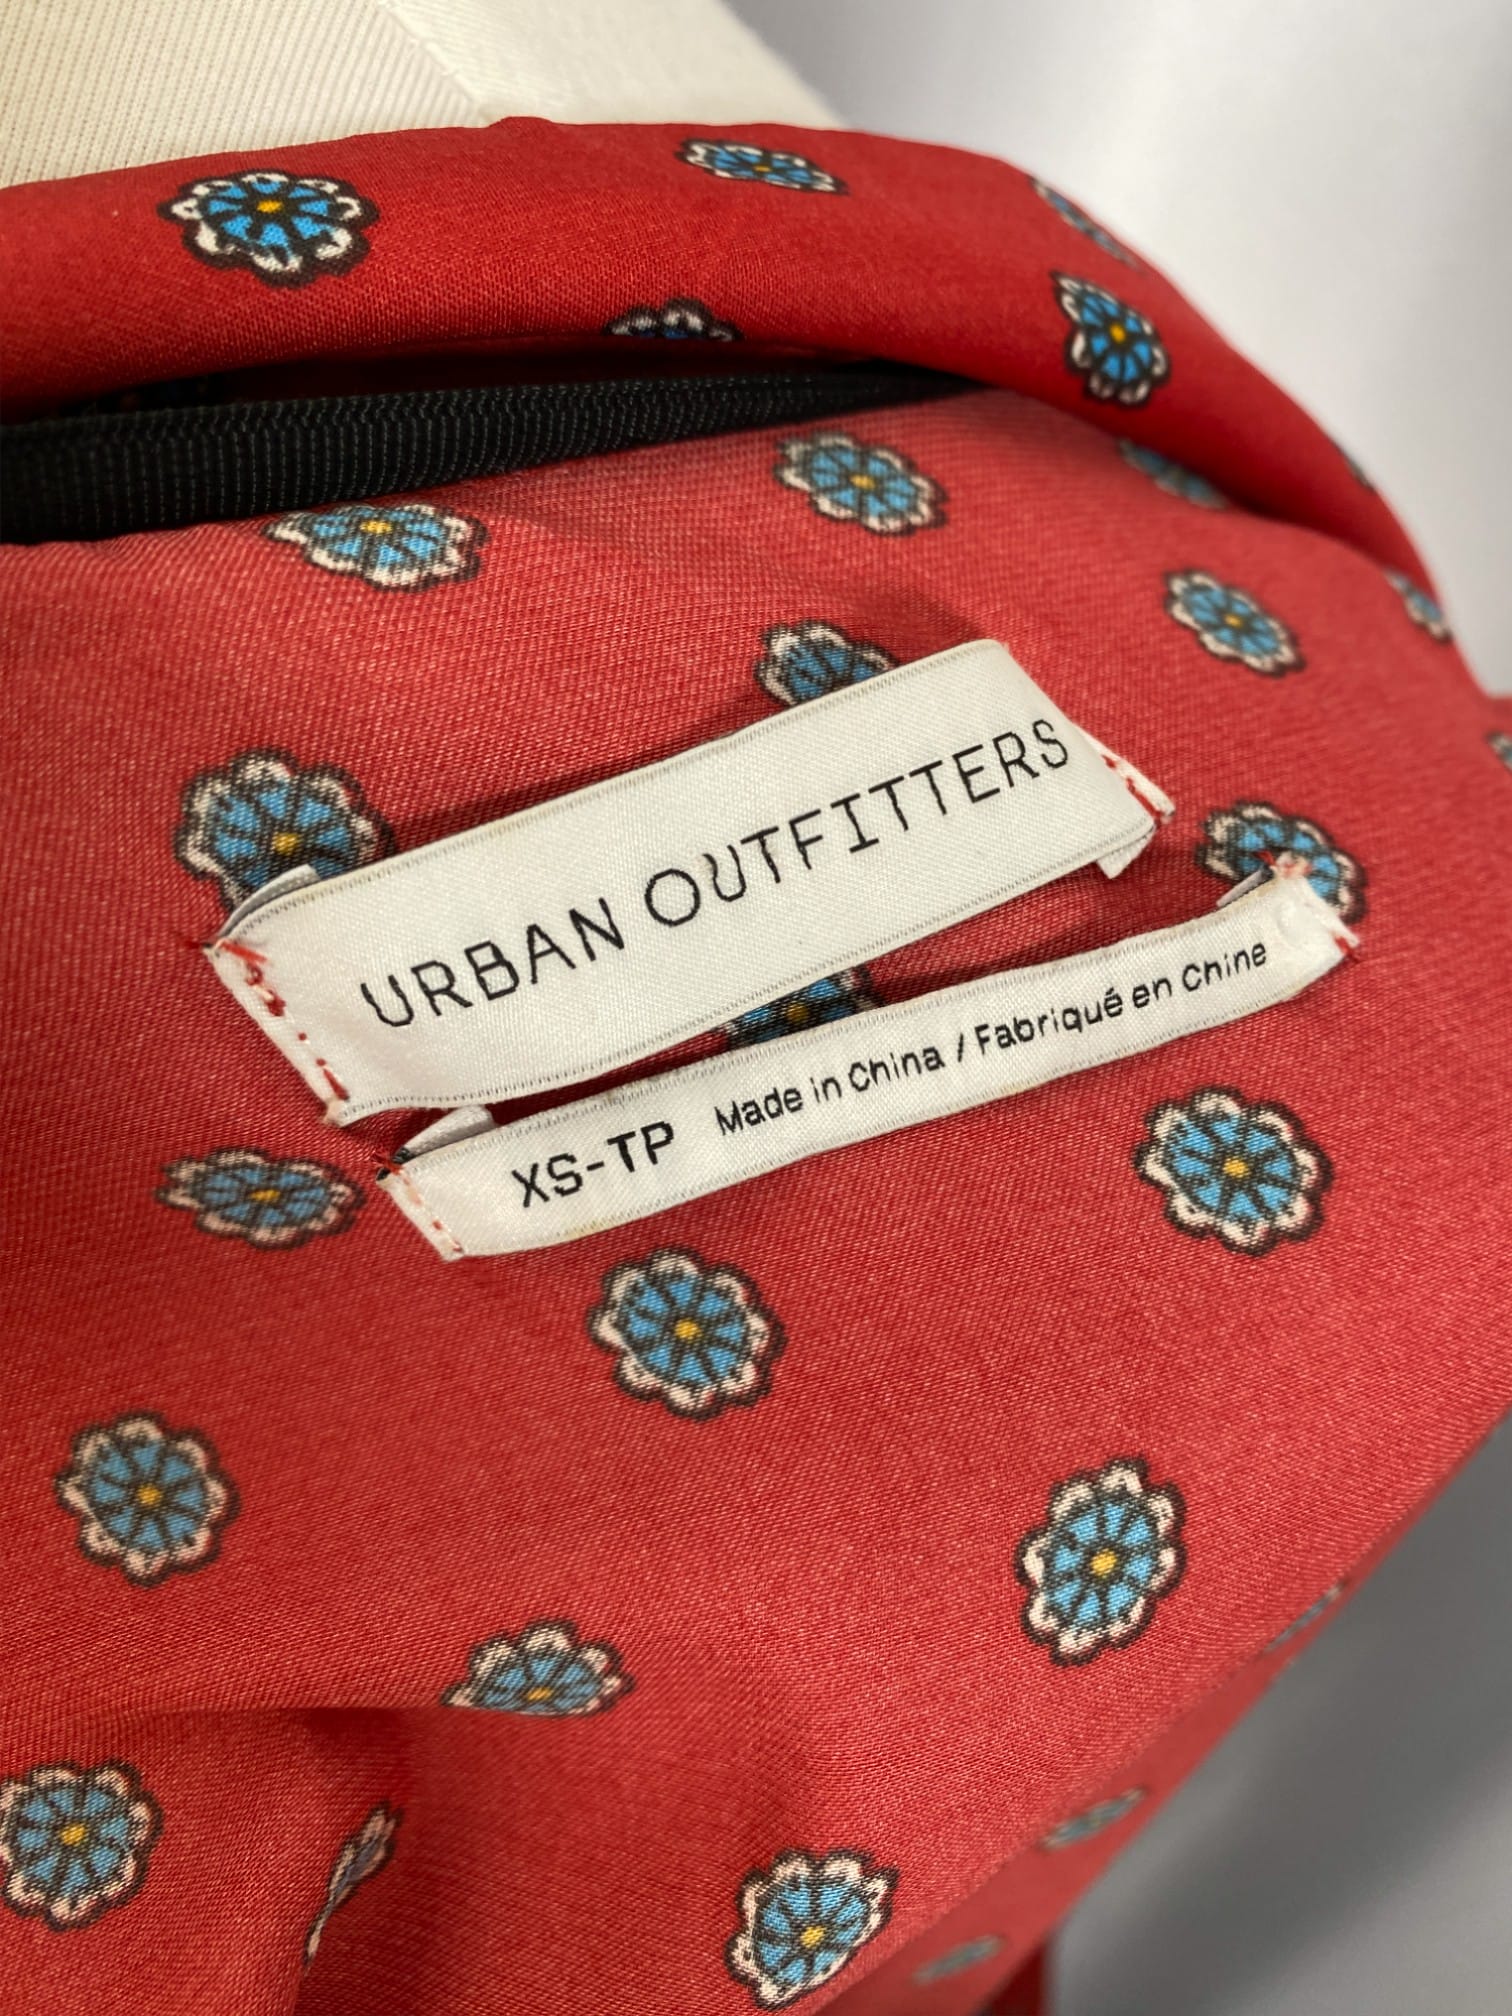 URBAN OUTFITTERS
XS-TP Made in China / Fabriqué en Chine